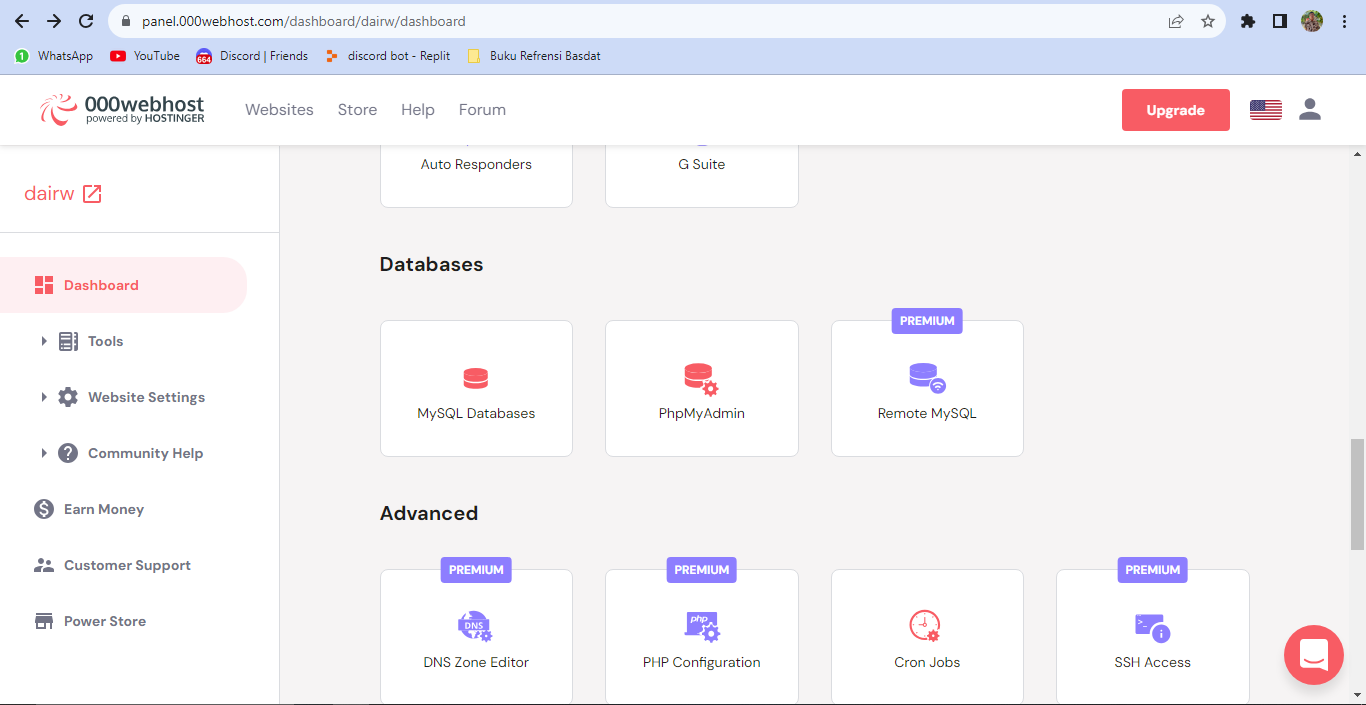 panel.000webhost.com/dashboard/dairw/dashboard
1 WhatsApp YouTube 664 Discord | Friends discord bot - Replit Buku Refrensi Basdat
000webhost
powered by HOSTINGER
Websites Store Help Forum Upgrade
dairw
Dashboard
Tools
Website Settings
Community Help
Earn Money
Customer Support
Power Store
Auto Responders G Suite
Databases
PREMIUM
MySQL Databases PhpMyAdmin Remote MySQL
Advanced
PREMIUM PREMIUM PREMIUM
DNS php
DNS Zone Editor PHP Configuration Cron Jobs SSH Access